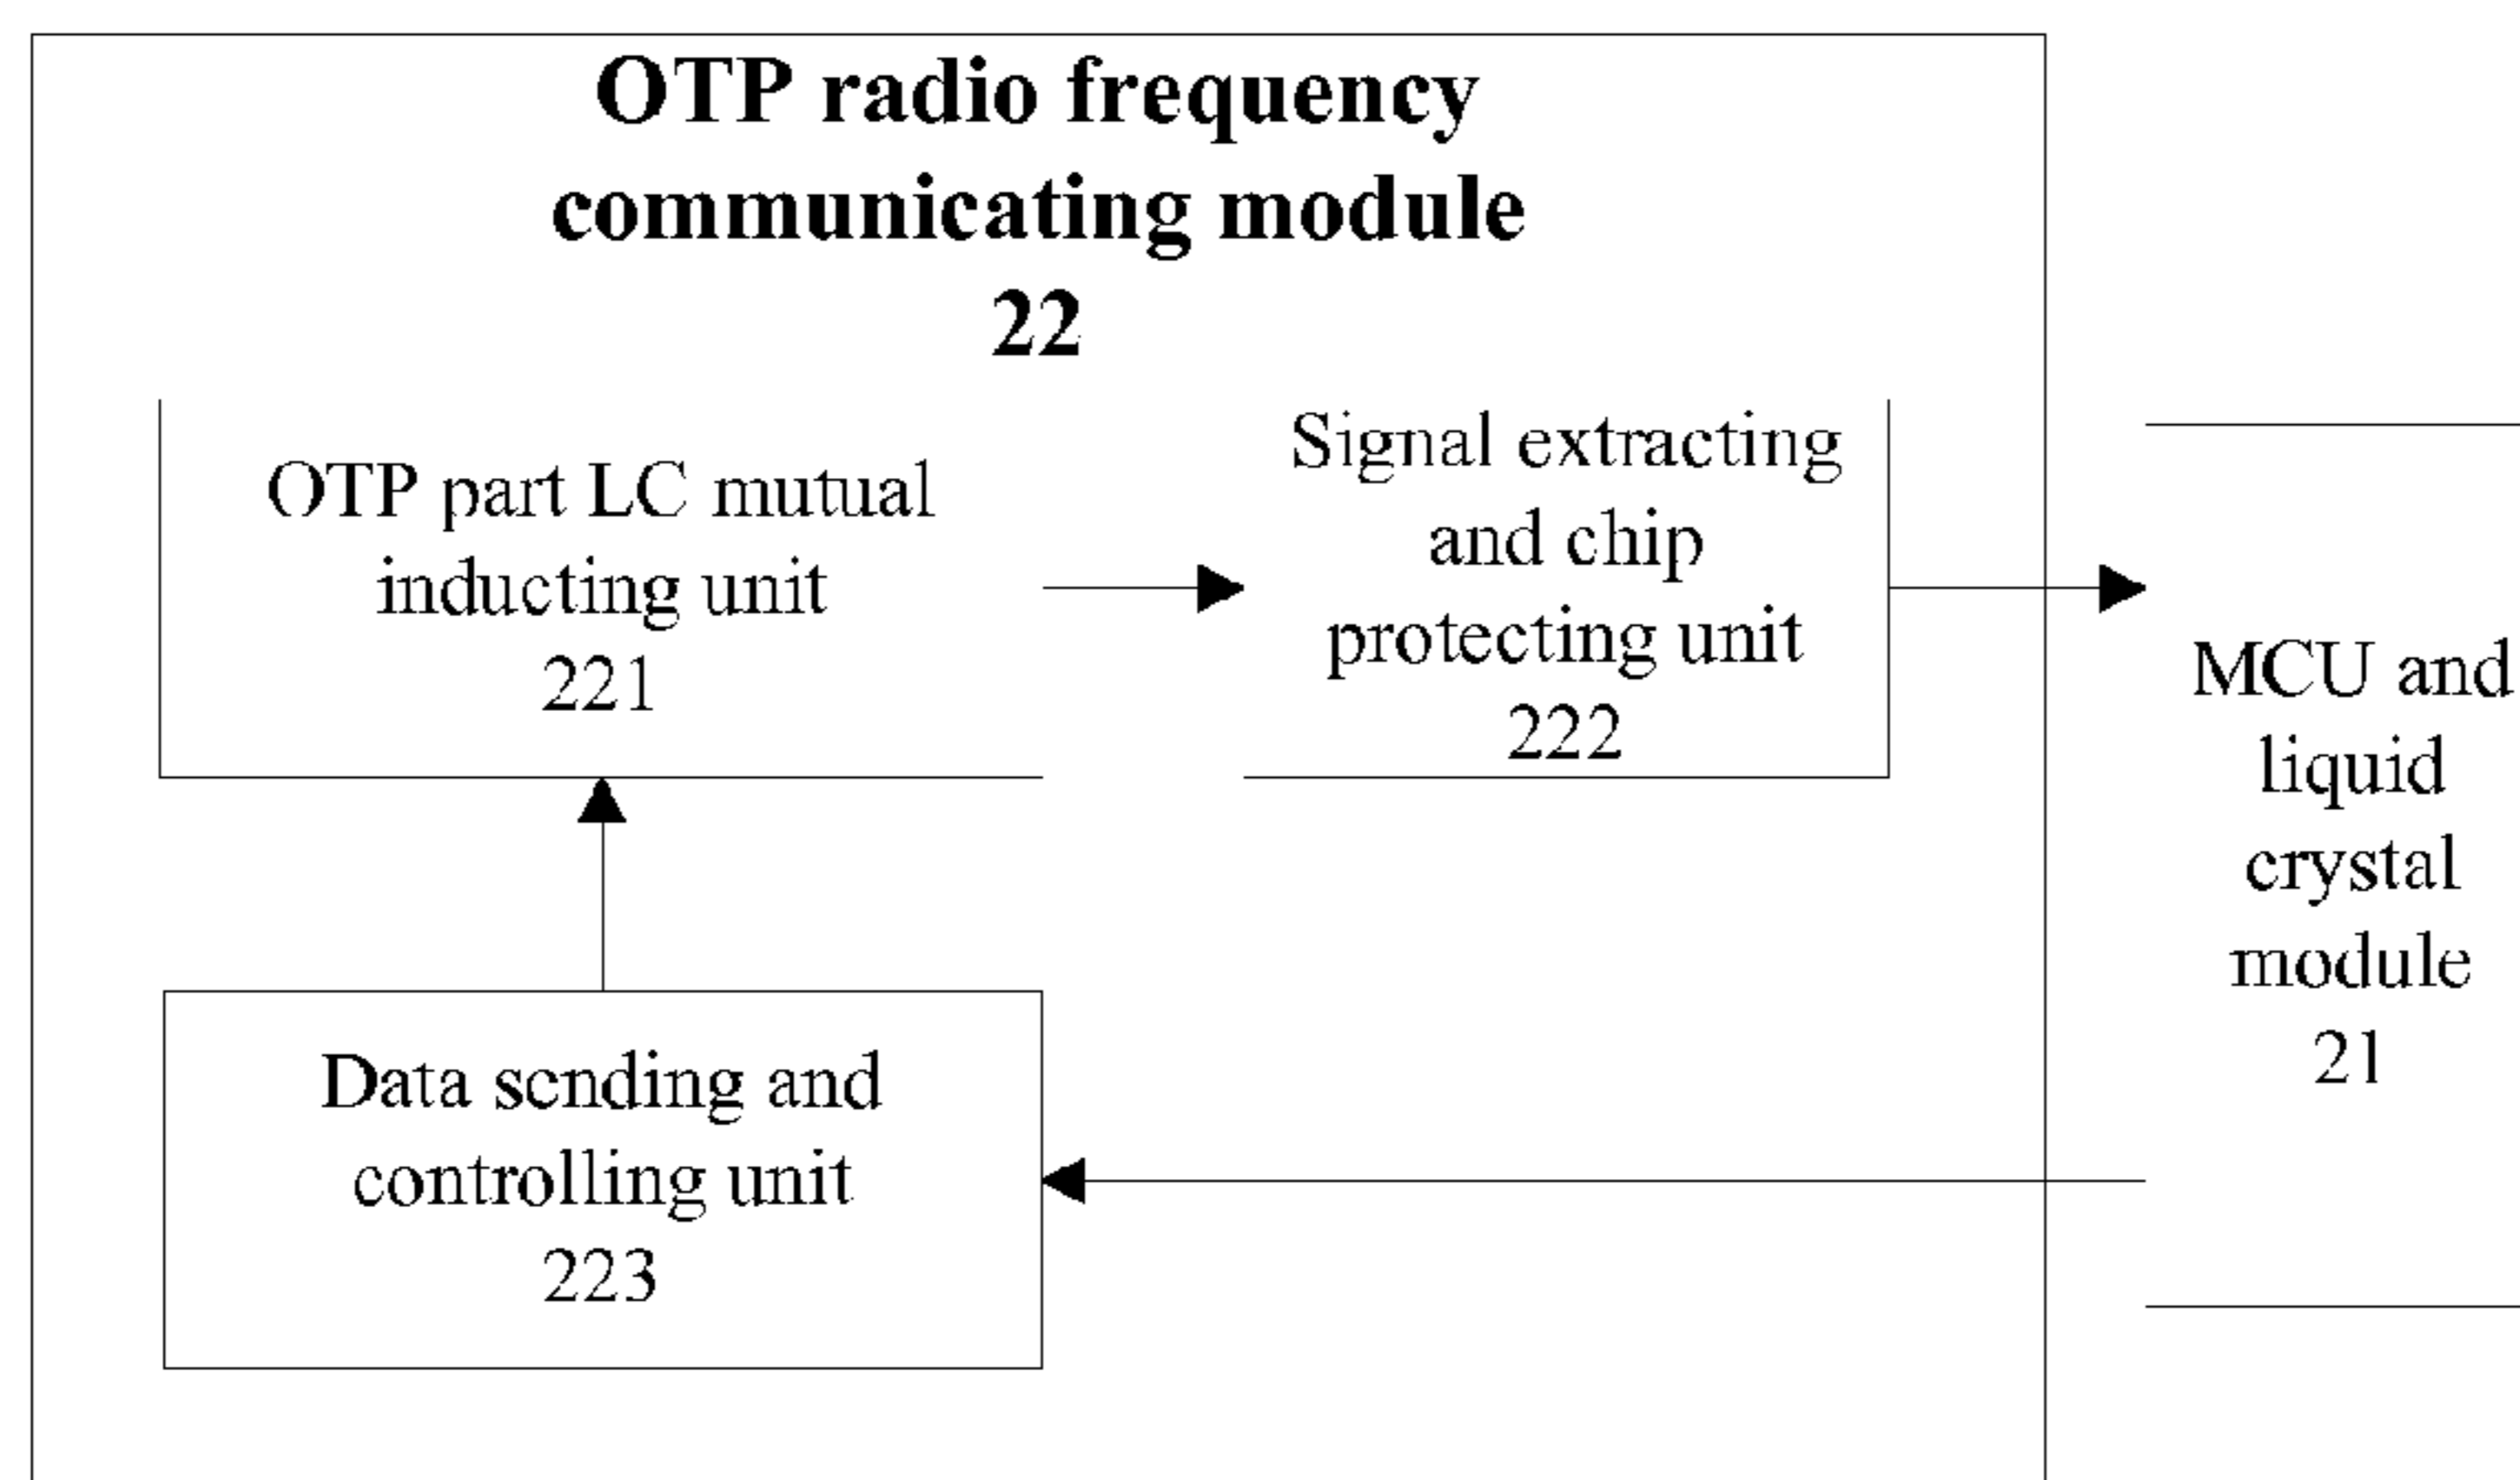 OTP radio frequency
communicating module
22
OTP part LC mutual
inducting unit
221
Signal extracting
and chip
protecting unit
222
MCU and
liquid
crystal
module
21
Data sending and
controlling unit
223